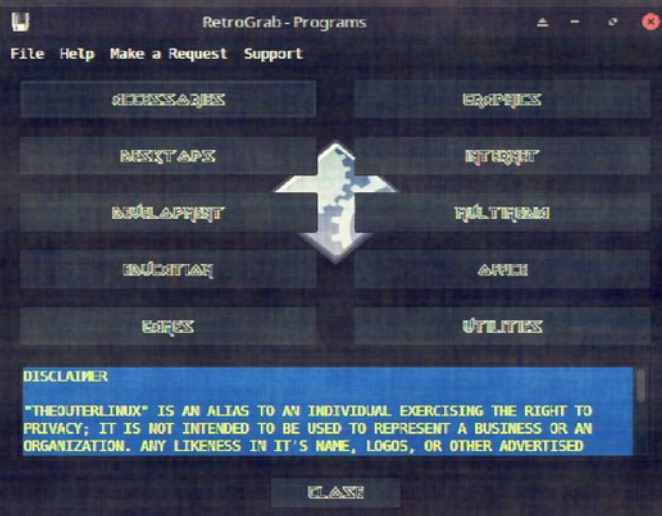 RetroGrab - Programs
File Help Make a Request Support
ACCESSORIES
GRAPHICS
DESKTOPS
INTERNET
DEVELOPMENT
MULTIMEDIA
EDUCATION
OFFICE
GAMES
UTILITIES
DISCLAIMER
"THEOUTERLINUX" IS AN ALIAS TO AN INDIVIDUAL EXERCISING THE RIGHT TO
PRIVACY; IT IS NOT INTENDED TO BE USED TO REPRESENT A BUSINESS OR AN
ORGANIZATION. ANY LIKENESS IN IT'S NAME, LOGOS, OR OTHER ADVERTISED
CLOSE